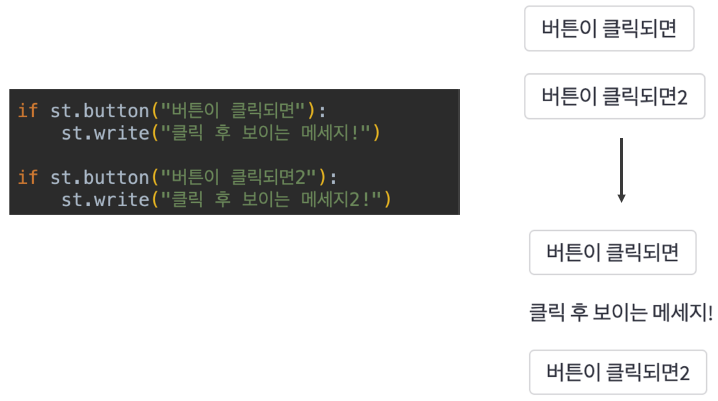 if st.button("버튼이 클릭되면"):
    st.write("클릭 후 보이는 메세지!")
if st.button("버튼이 클릭되면2"):
    st.write("클릭 후 보이는 메세지2!")
버튼이 클릭되면
버튼이 클릭되면2
버튼이 클릭되면
클릭 후 보이는 메세지!
버튼이 클릭되면2